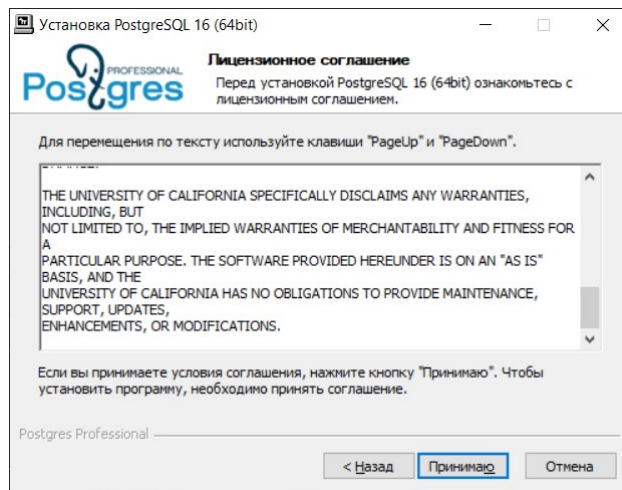 Установка PostgreSQL 16 (64bit)
PROFESSIONAL
Postgres
Лицензионное соглашение
Перед установкой PostgreSQL 16 (64bit) ознакомьтесь с
лицензионным соглашением.
Для перемещения по тексту используйте клавиши "PageUp" и "PageDown".
THE UNIVERSITY OF CALIFORNIA SPECIFICALLY DISCLAIMS ANY WARRANTIES,
INCLUDING, BUT
NOT LIMITED TO, THE IMPLIED WARRANTIES OF MERCHANTABILITY AND FITNESS FOR
A
PARTICULAR PURPOSE. THE SOFTWARE PROVIDED HEREUNDER IS ON AN "AS IS"
BASIS, AND THE
UNIVERSITY OF CALIFORNIA HAS NO OBLIGATIONS TO PROVIDE MAINTENANCE,
SUPPORT, UPDATES,
ENHANCEMENTS, OR MODIFICATIONS.
Если вы принимаете условия соглашения, нажмите кнопку "Принимаю". Чтобы
установить программу, необходимо принять соглашение.
Postgres Professional
< Назад Принимаю Отмена